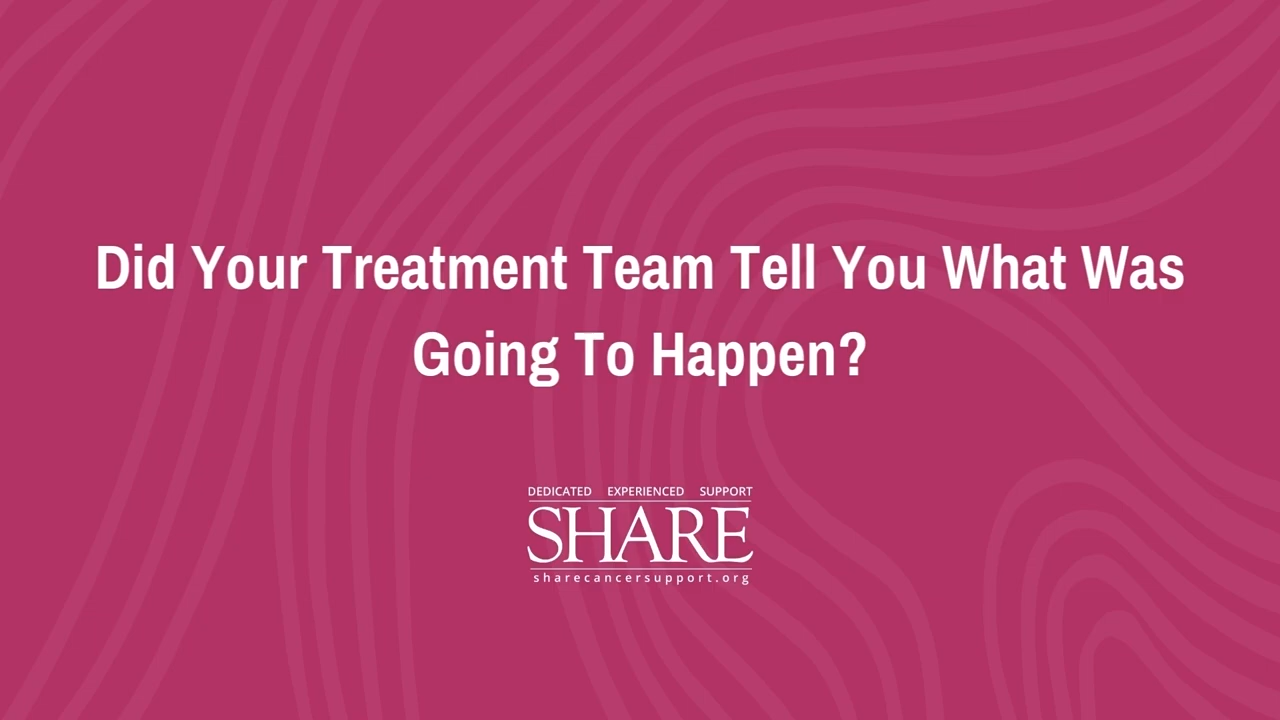 Did Your Treatment Team Tell You What Was
Going To Happen?
DEDICATED EXPERIENCED SUPPORT
SHARE
sharecancersupport.org